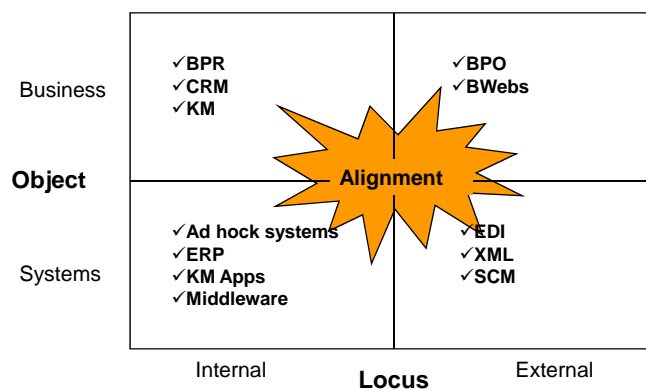 ✓BPR
✓CRM
✓KM
✓BPO
✓BWebs
Business
Object
Alignment
✓Ad hock systems
✓ERP
✓KM Apps
✓Middleware
✓EDI
✓XML
✓SCM
Systems
Internal
Locus
External